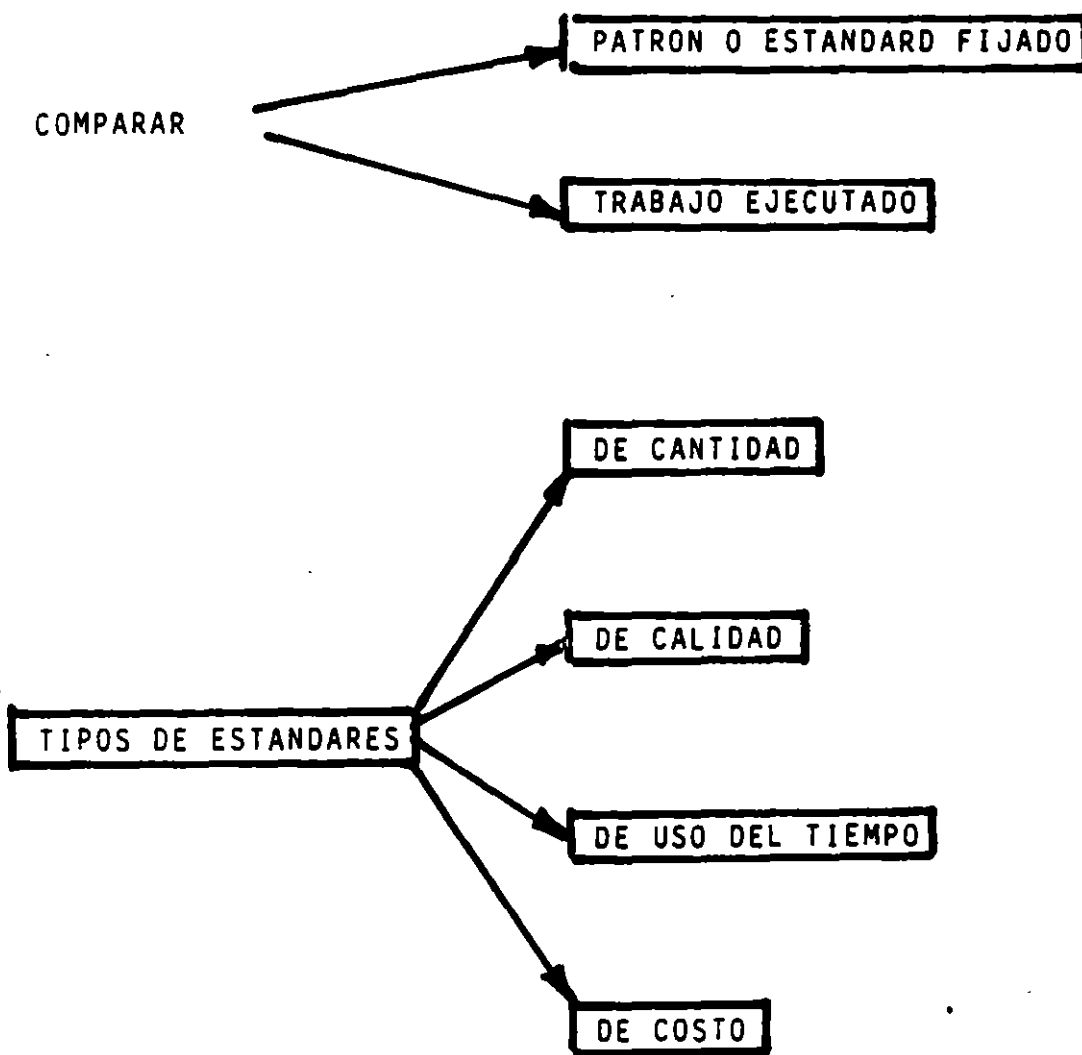 PATRON O ESTANDARD FIJADO
COMPARAR
TRABAJO EJECUTADO
DE CANTIDAD
DE CALIDAD
TIPOS DE ESTANDARES
DE USO DEL TIEMPO
DE COSTO